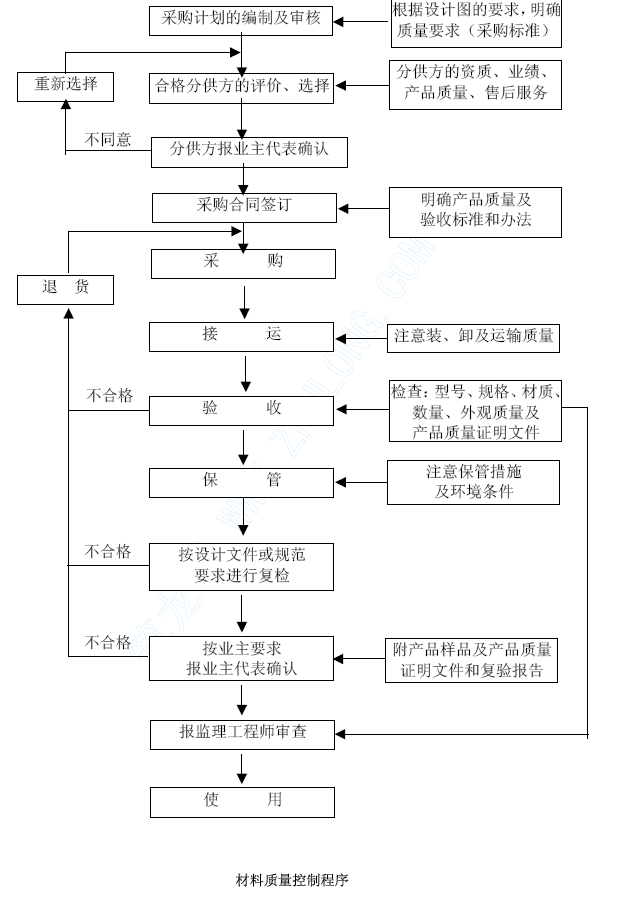 采购计划的编制及审核
根据设计图的要求，明确
质量要求（采购标准）
重新选择
合格分供方的评价、选择
分供方的资质、业绩、
产品质量、售后服务
不同意
分供方报业主代表确认
采购合同签订
明确产品质量及
验收标准和办法
采 购
退 货
接 运
注意装、卸及运输质量
不合格
验 收
检查：型号、规格、材质、
数量、外观质量及
产品质量证明文件
保 管
注意保管措施
及环境条件
不合格
按设计文件或规范
要求进行复检
不合格
按业主要求
报业主代表确认
附产品样品及产品质量
证明文件和复验报告
报监理工程师审查
使 用
材料质量控制程序